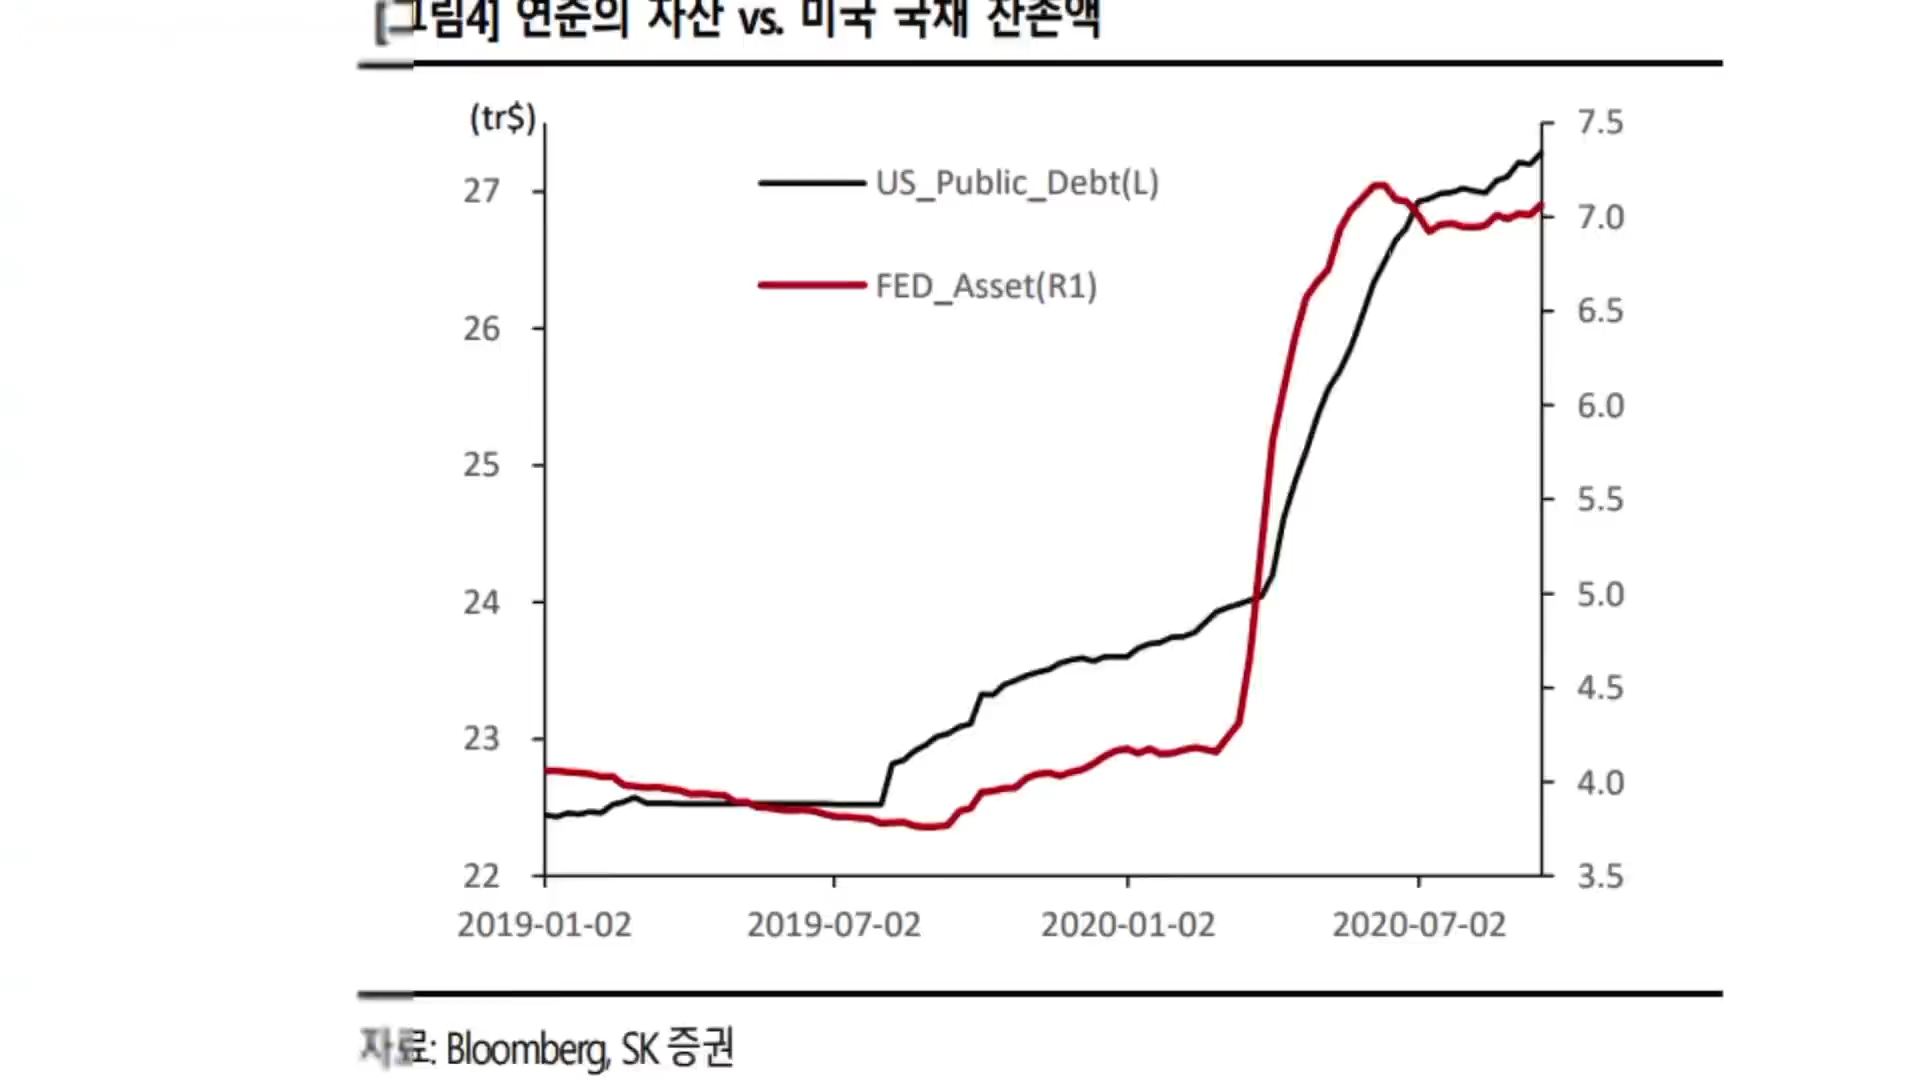 [그림4] 연준의 자산 vs. 미국 국채 잔존액
(tr$)
7.5
US_Public_Debt(L)
27
7.0
FED_Asset(R1)
6.5
26
6.0
25
5.5
24
5.0
4.5
23
4.0
22
3.5
2019-01-02 2019-07-02 2020-01-02 2020-07-02
자료: Bloomberg, SK 증권